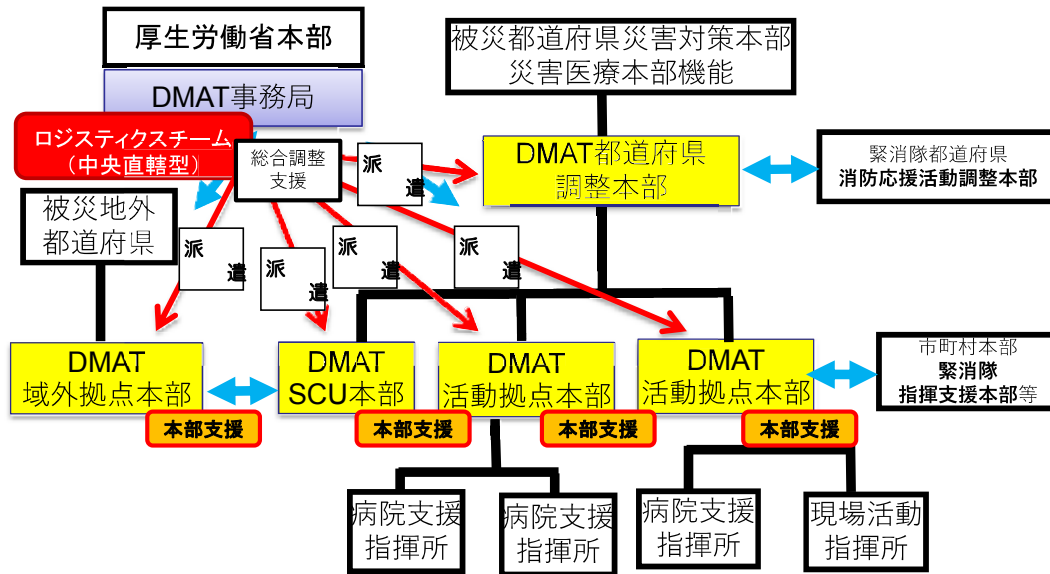 厚生労働省本部
DMAT事務局
ロジスティクスチーム
（中央直轄型）
総合調整
支援
被災都道府県災害対策本部
災害医療本部機能
DMAT都道府県
調整本部
緊消隊都道府県
消防応援活動調整本部
被災地外
都道府県
派遣
派遣
派遣
派遣
派遣
DMAT
域外拠点本部
本部支援
DMAT
SCU本部
本部支援
DMAT
活動拠点本部
本部支援
DMAT
活動拠点本部
本部支援
市町村本部
緊消隊
指揮支援本部等
病院支援
指揮所
病院支援
指揮所
病院支援
指揮所
現場活動
指揮所